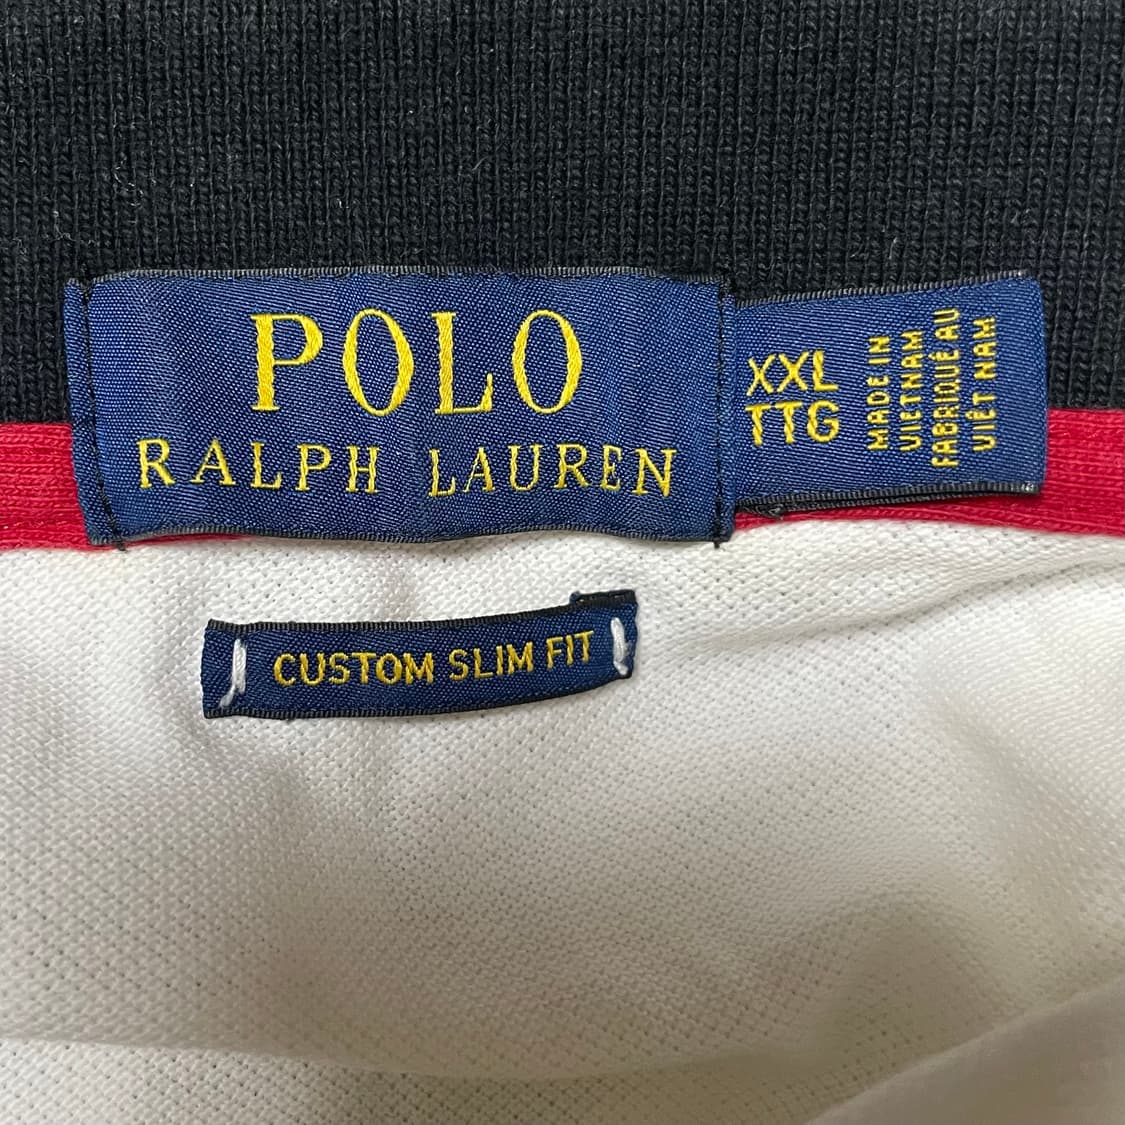 POLO
RALPH LAUREN
XXL
TTG
MADE IN
VIETNAM
FABRIQUÉ AU
VIÊT NAM
CUSTOM SLIM FIT